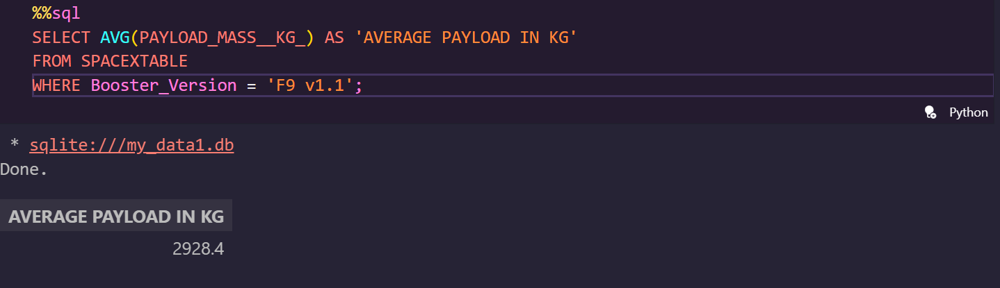 %%sql
SELECT AVG(PAYLOAD_MASS__KG_) AS 'AVERAGE PAYLOAD IN KG'
FROM SPACEXTABLE
WHERE Booster_Version = 'F9 v1.1';
Python
* sqlite:///my_data1.db
Done.
AVERAGE PAYLOAD IN KG
2928.4